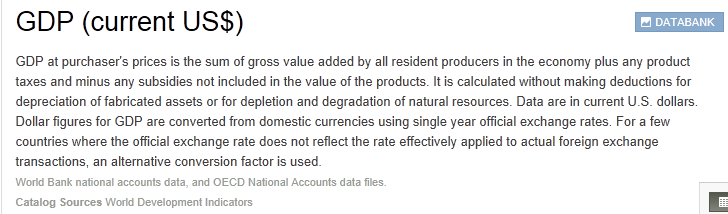 GDP (current US$)
DATABANK
GDP at purchaser's prices is the sum of gross value added by all resident producers in the economy plus any product
taxes and minus any subsidies not included in the value of the products. It is calculated without making deductions for
depreciation of fabricated assets or for depletion and degradation of natural resources. Data are in current U.S. dollars.
Dollar figures for GDP are converted from domestic currencies using single year official exchange rates. For a few
countries where the official exchange rate does not reflect the rate effectively applied to actual foreign exchange
transactions, an alternative conversion factor is used.
World Bank national accounts data, and OECD National Accounts data files.
Catalog Sources World Development Indicators